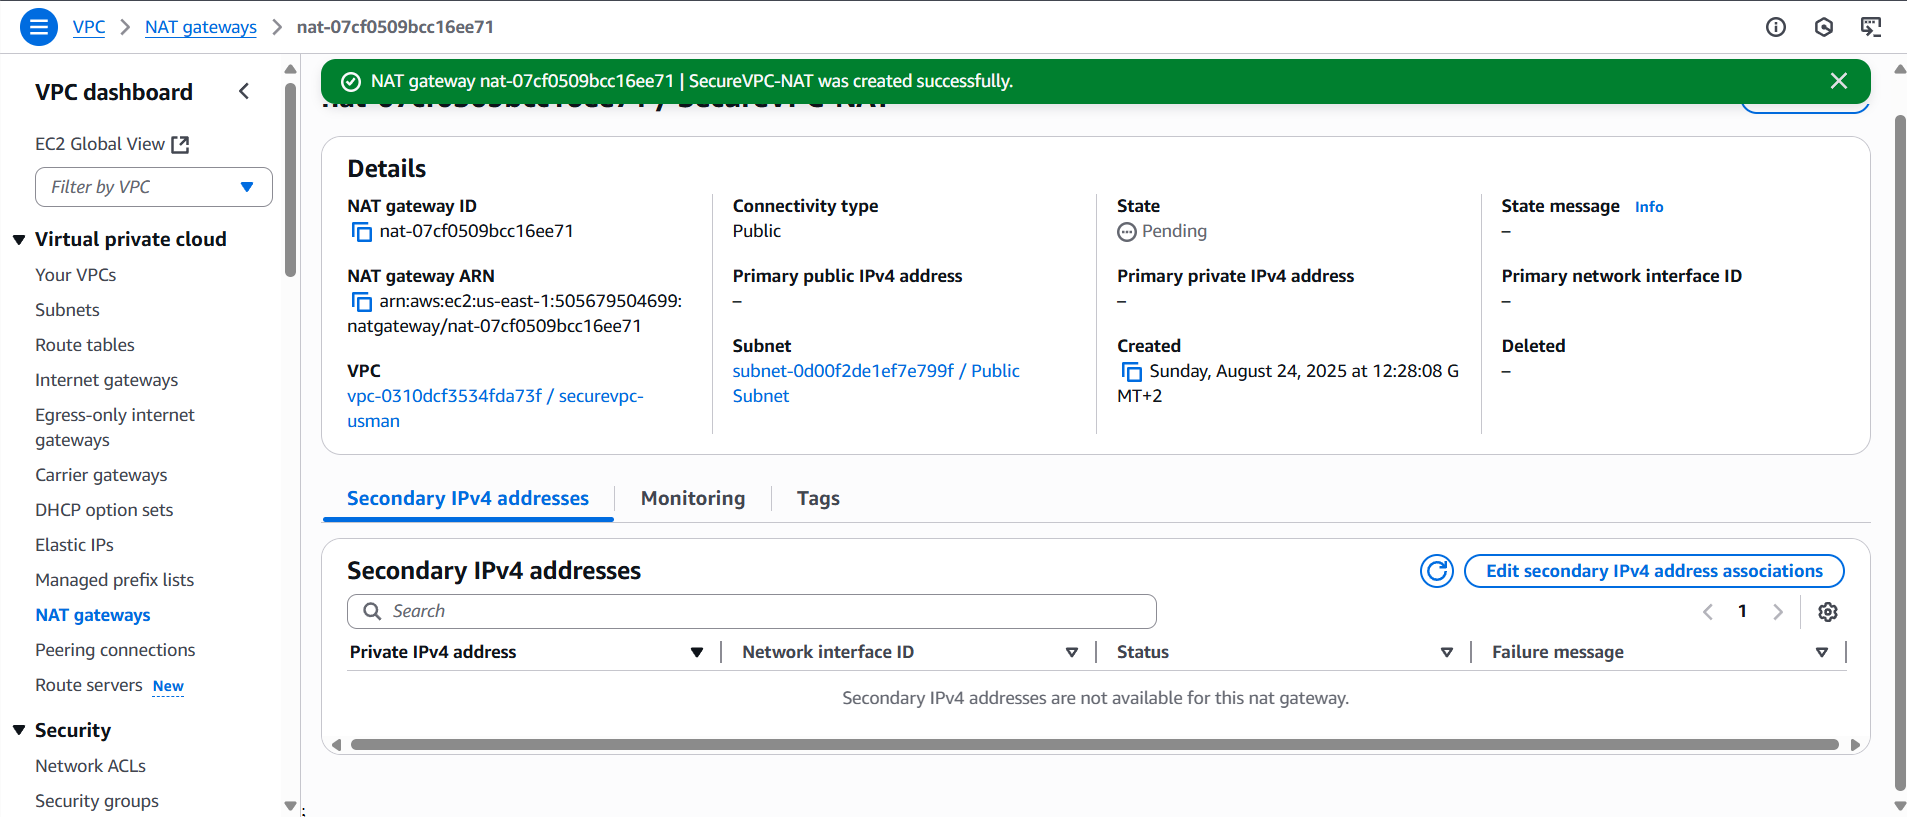 VPC > NAT gateways > nat-07cf0509bcc16ee71
VPC dashboard
EC2 Global View
Filter by VPC
Virtual private cloud
Your VPCs
Subnets
Route tables
Internet gateways
Egress-only internet
gateways
Carrier gateways
DHCP option sets
Elastic IPs
Managed prefix lists
NAT gateways
Peering connections
Route servers New
Security
Network ACLs
Security groups
NAT gateway nat-07cf0509bcc16ee71 | SecureVPC-NAT was created successfully.
nat-07cf0509bcc16ee71 / SecureVPC-NAT
Details
NAT gateway ID
nat-07cf0509bcc16ee71
NAT gateway ARN
arn:aws:ec2:us-east-1:505679504699:
natgateway/nat-07cf0509bcc16ee71
VPC
vpc-0310dcf3534fda73f / securevpc-
usman
Connectivity type
Public
Primary public IPv4 address
–
Subnet
subnet-0d00f2de1ef7e799f / Public
Subnet
State
Pending
Primary private IPv4 address
–
Created
Sunday, August 24, 2025 at 12:28:08 G
MT+2
State message Info
–
Primary network interface ID
–
Deleted
–
Secondary IPv4 addresses
Monitoring
Tags
Secondary IPv4 addresses
Edit secondary IPv4 address associations
Search
1
Private IPv4 address
Network interface ID
Status
Failure message
Secondary IPv4 addresses are not available for this nat gateway.
;